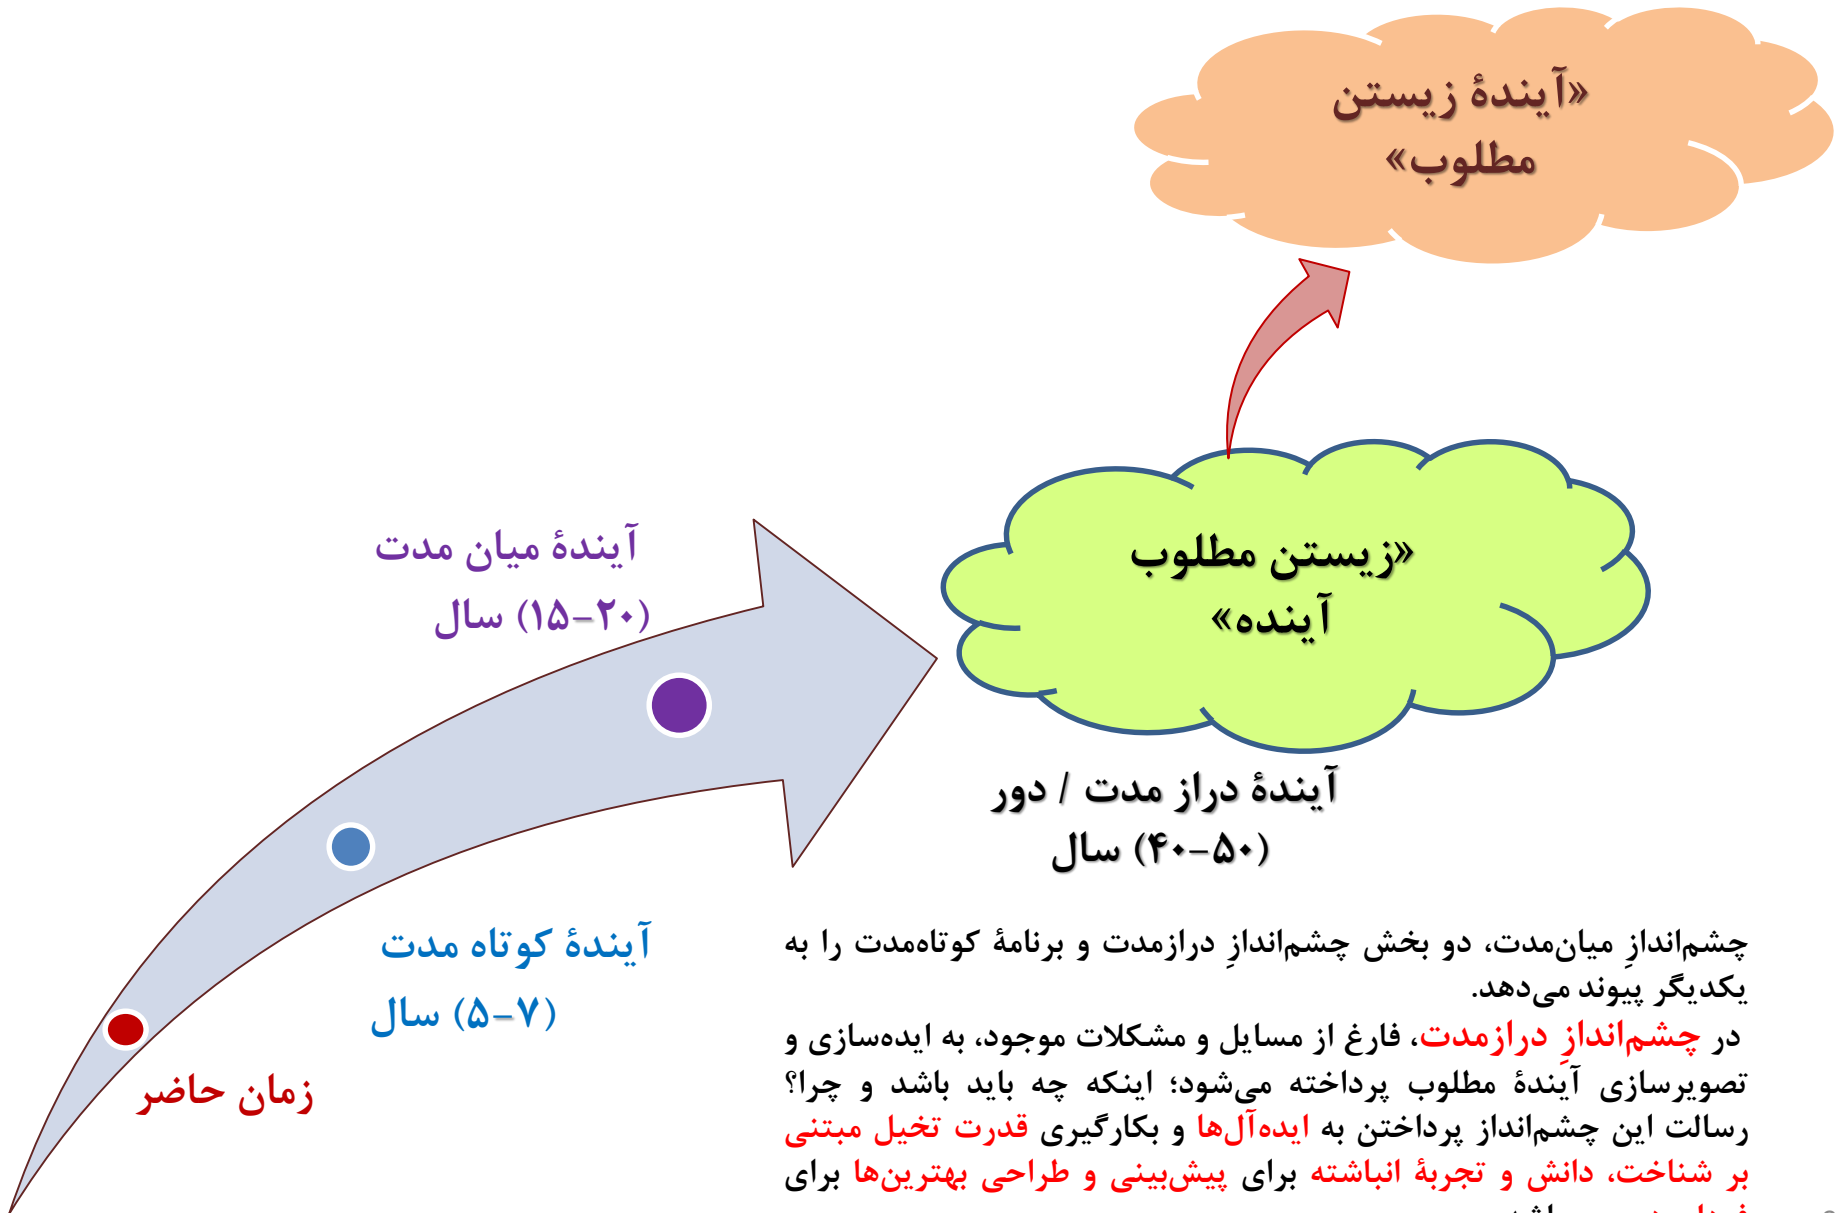 «آیندهٔ زیستن
مطلوب»
«زیستن مطلوب
آینده»
آیندهٔ میان مدت
(۱۵-۲۰) سال
آیندهٔ دراز مدت / دور
(۴۰-۵۰) سال
آیندهٔ کوتاه مدت
(۵-۷) سال
زمان حاضر
چشم‌اندازِ میان‌مدت، دو بخش چشم‌اندازِ درازمدت و برنامهٔ کوتاه‌مدت را به
یکدیگر پیوند می‌دهد.
در چشم‌اندازِ درازمدت، فارغ از مسایل و مشکلات موجود، به ایده‌سازی و
تصویرسازی آیندهٔ مطلوب پرداخته می‌شود؛ اینکه چه باید باشد و چرا؟
رسالت این چشم‌انداز پرداختن به ایده‌آل‌ها و بکارگیری قدرت تخیل مبتنی
بر شناخت، دانش و تجربهٔ انباشته برای پیش‌بینی و طراحی بهترین‌ها برای